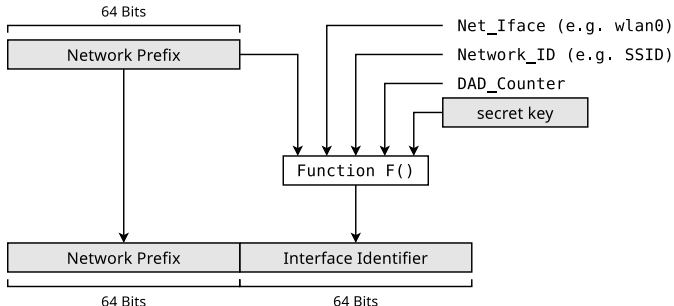 64 Bits
Network Prefix
Net_Iface (e.g. wlan0)
Network_ID (e.g. SSID)
DAD_Counter
secret key
Function F()
Network Prefix
Interface Identifier
64 Bits
64 Bits